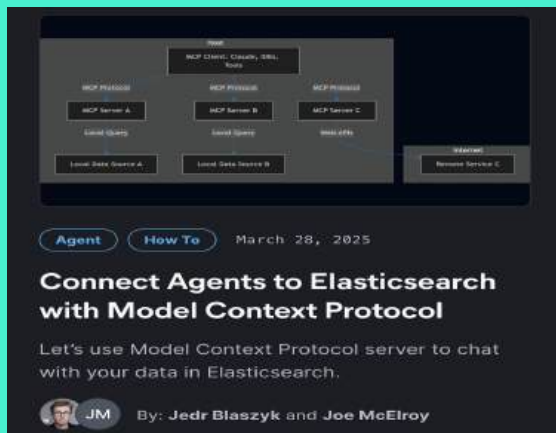 Host
MCP Client: Claude, IDEs,
Tools
MCP Protocol
MCP Protocol
MCP Protocol
MCP Server A
MCP Server B
MCP Server C
Local Query
Local Query
Web APIs
Internet
Local Data Source A
Local Data Source B
Remote Service C
Agent
How To
March 28, 2025
Connect Agents to Elasticsearch
with Model Context Protocol
Let's use Model Context Protocol server to chat
with your data in Elasticsearch.
JM
By: Jedr Blaszyk and Joe McElroy